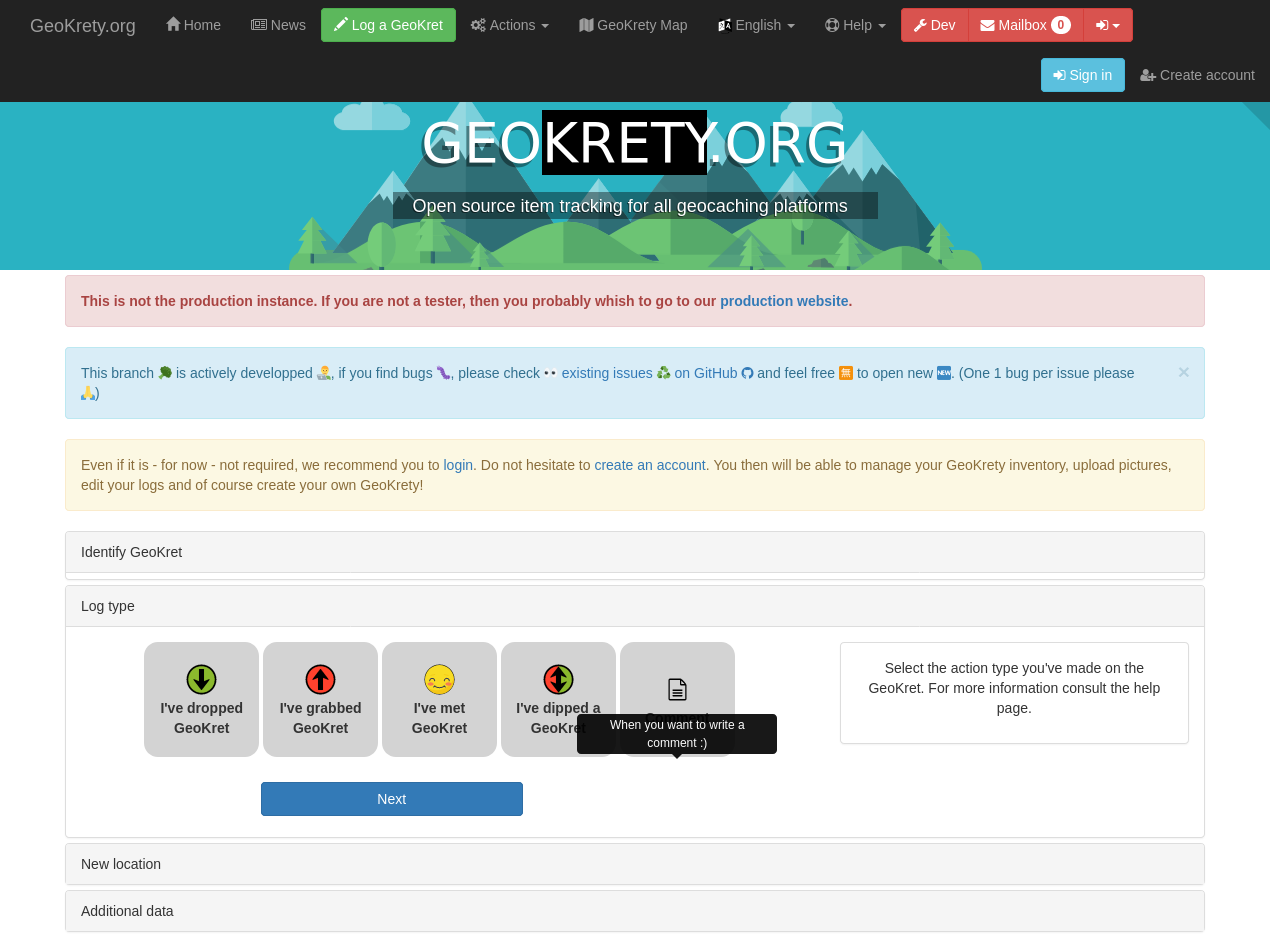 GeoKrety.org Home News Log a GeoKret Actions GeoKrety Map English Help Dev Mailbox 0
Sign in Create account
GEOKRETY.ORG
Open source item tracking for all geocaching platforms
This is not the production instance. If you are not a tester, then you probably whish to go to our production website.
This branch 🌳 is actively developped 👨‍🔬, if you find bugs 🐛, please check 👀 existing issues ♻ on GitHub and feel free 🈚 to open new 🆕. (One 1 bug per issue please ×
🙏)
Even if it is - for now - not required, we recommend you to login. Do not hesitate to create an account. You then will be able to manage your GeoKrety inventory, upload pictures,
edit your logs and of course create your own GeoKrety!
Identify GeoKret
Log type
I've dropped
GeoKret
I've grabbed
GeoKret
I've met
GeoKret
I've dipped a
GeoKret
When you want to write a
comment :)
Select the action type you've made on the
GeoKret. For more information consult the help
page.
Next
New location
Additional data